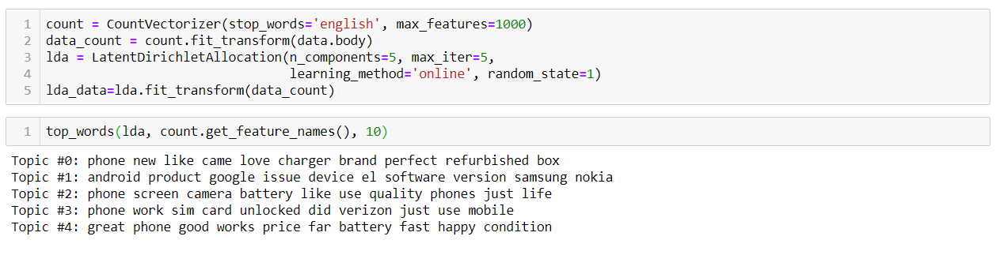 1 count = CountVectorizer(stop_words='english', max_features=1000)
2 data_count = count.fit_transform(data.body)
3 lda = LatentDirichletAllocation(n_components=5, max_iter=5,
4 learning_method='online', random_state=1)
5 lda_data=lda.fit_transform(data_count)
1 top_words(lda, count.get_feature_names(), 10)
Topic #0: phone new like came love charger brand perfect refurbished box
Topic #1: android product google issue device el software version samsung nokia
Topic #2: phone screen camera battery like use quality phones just life
Topic #3: phone work sim card unlocked did verizon just use mobile
Topic #4: great phone good works price far battery fast happy condition